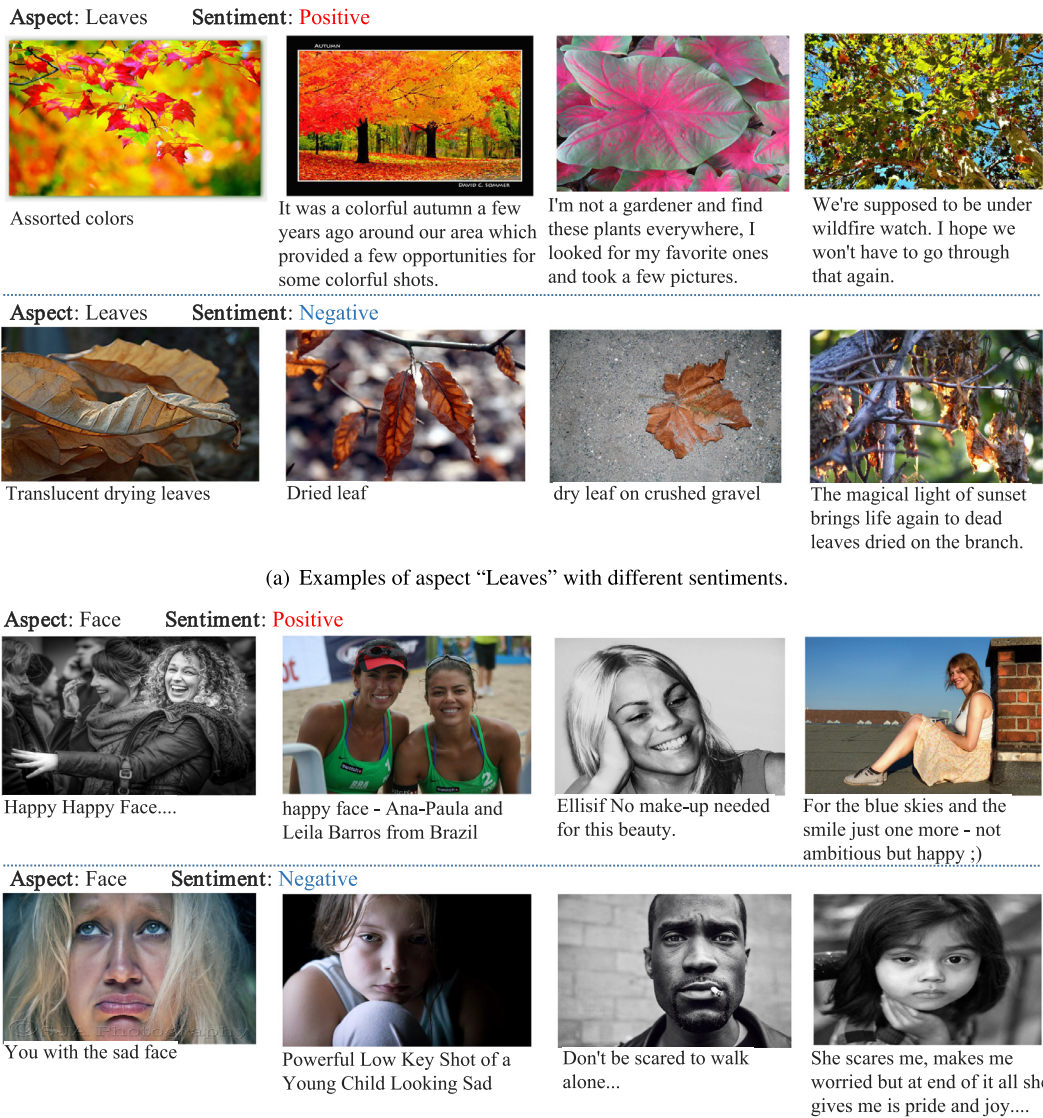 Aspect: Leaves Sentiment: Positive
AUTUMN
DAVID C. SOMMER
Assorted colors
It was a colorful autumn a few
years ago around our area which
provided a few opportunities for
some colorful shots.
I'm not a gardener and find
these plants everywhere, I
looked for my favorite ones
and took a few pictures.
We're supposed to be under
wildfire watch. I hope we
won't have to go through
that again.
Aspect: Leaves Sentiment: Negative
Translucent drying leaves
Dried leaf
dry leaf on crushed gravel
The magical light of sunset
brings life again to dead
leaves dried on the branch.
(a) Examples of aspect “Leaves” with different sentiments.
Aspect: Face Sentiment: Positive
Happy Happy Face....
happy face - Ana-Paula and
Leila Barros from Brazil
Ellisif No make-up needed
for this beauty.
For the blue skies and the
smile just one more - not
ambitious but happy ;)
Aspect: Face Sentiment: Negative
Photography
You with the sad face
Powerful Low Key Shot of a
Young Child Looking Sad
Don't be scared to walk
alone...
She scares me, makes me
worried but at end of it all she
gives me is pride and joy....